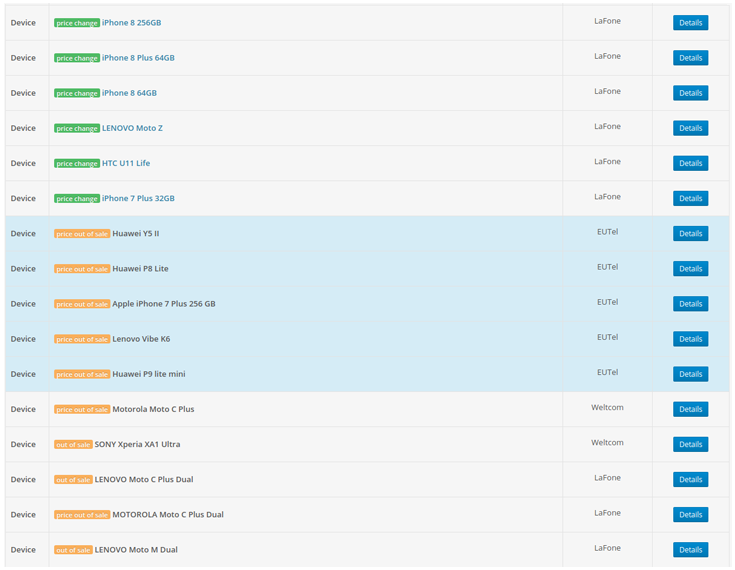 Device price change iPhone 8 256GB LaFone Details
Device price change iPhone 8 Plus 64GB LaFone Details
Device price change iPhone 8 64GB LaFone Details
Device price change LENOVO Moto Z LaFone Details
Device price change HTC U11 Life LaFone Details
Device price change iPhone 7 Plus 32GB LaFone Details
Device price out of sale Huawei Y5 II EUTel Details
Device price out of sale Huawei P8 Lite EUTel Details
Device price out of sale Apple iPhone 7 Plus 256 GB EUTel Details
Device price out of sale Lenovo Vibe K6 EUTel Details
Device price out of sale Huawei P9 lite mini EUTel Details
Device price out of sale Motorola Moto C Plus Weltcom Details
Device out of sale SONY Xperia XA1 Ultra Weltcom Details
Device out of sale LENOVO Moto C Plus Dual LaFone Details
Device price out of sale MOTOROLA Moto C Plus Dual LaFone Details
Device out of sale LENOVO Moto M Dual LaFone Details